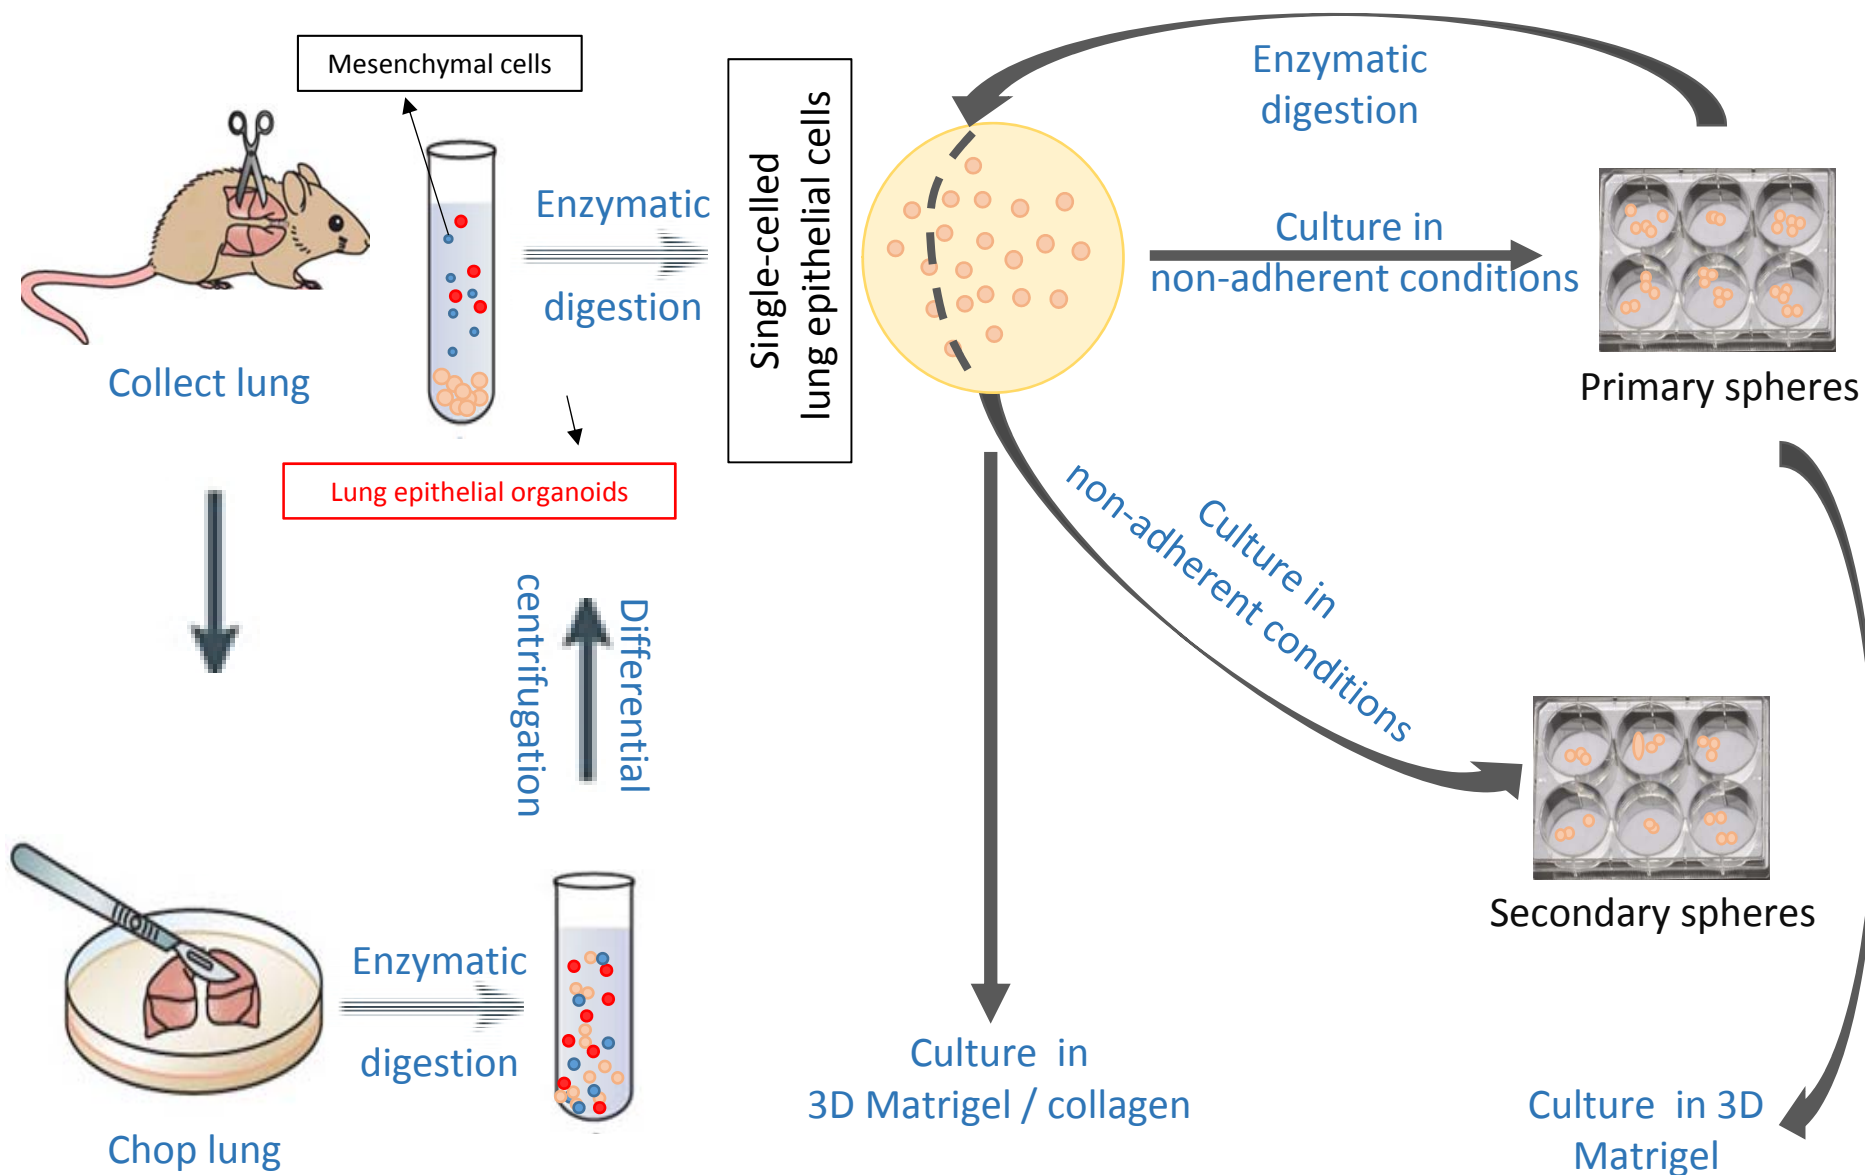 Mesenchymal cells
Collect lung
Enzymatic
digestion
Lung epithelial organoids
Differential
centrifugation
Chop lung
Enzymatic
digestion
Single-celled
lung epithelial cells
Enzymatic
digestion
Culture in
non-adherent conditions
Primary spheres
Culture in
non-adherent conditions
Secondary spheres
Culture in
3D Matrigel / collagen
Culture in 3D
Matrigel